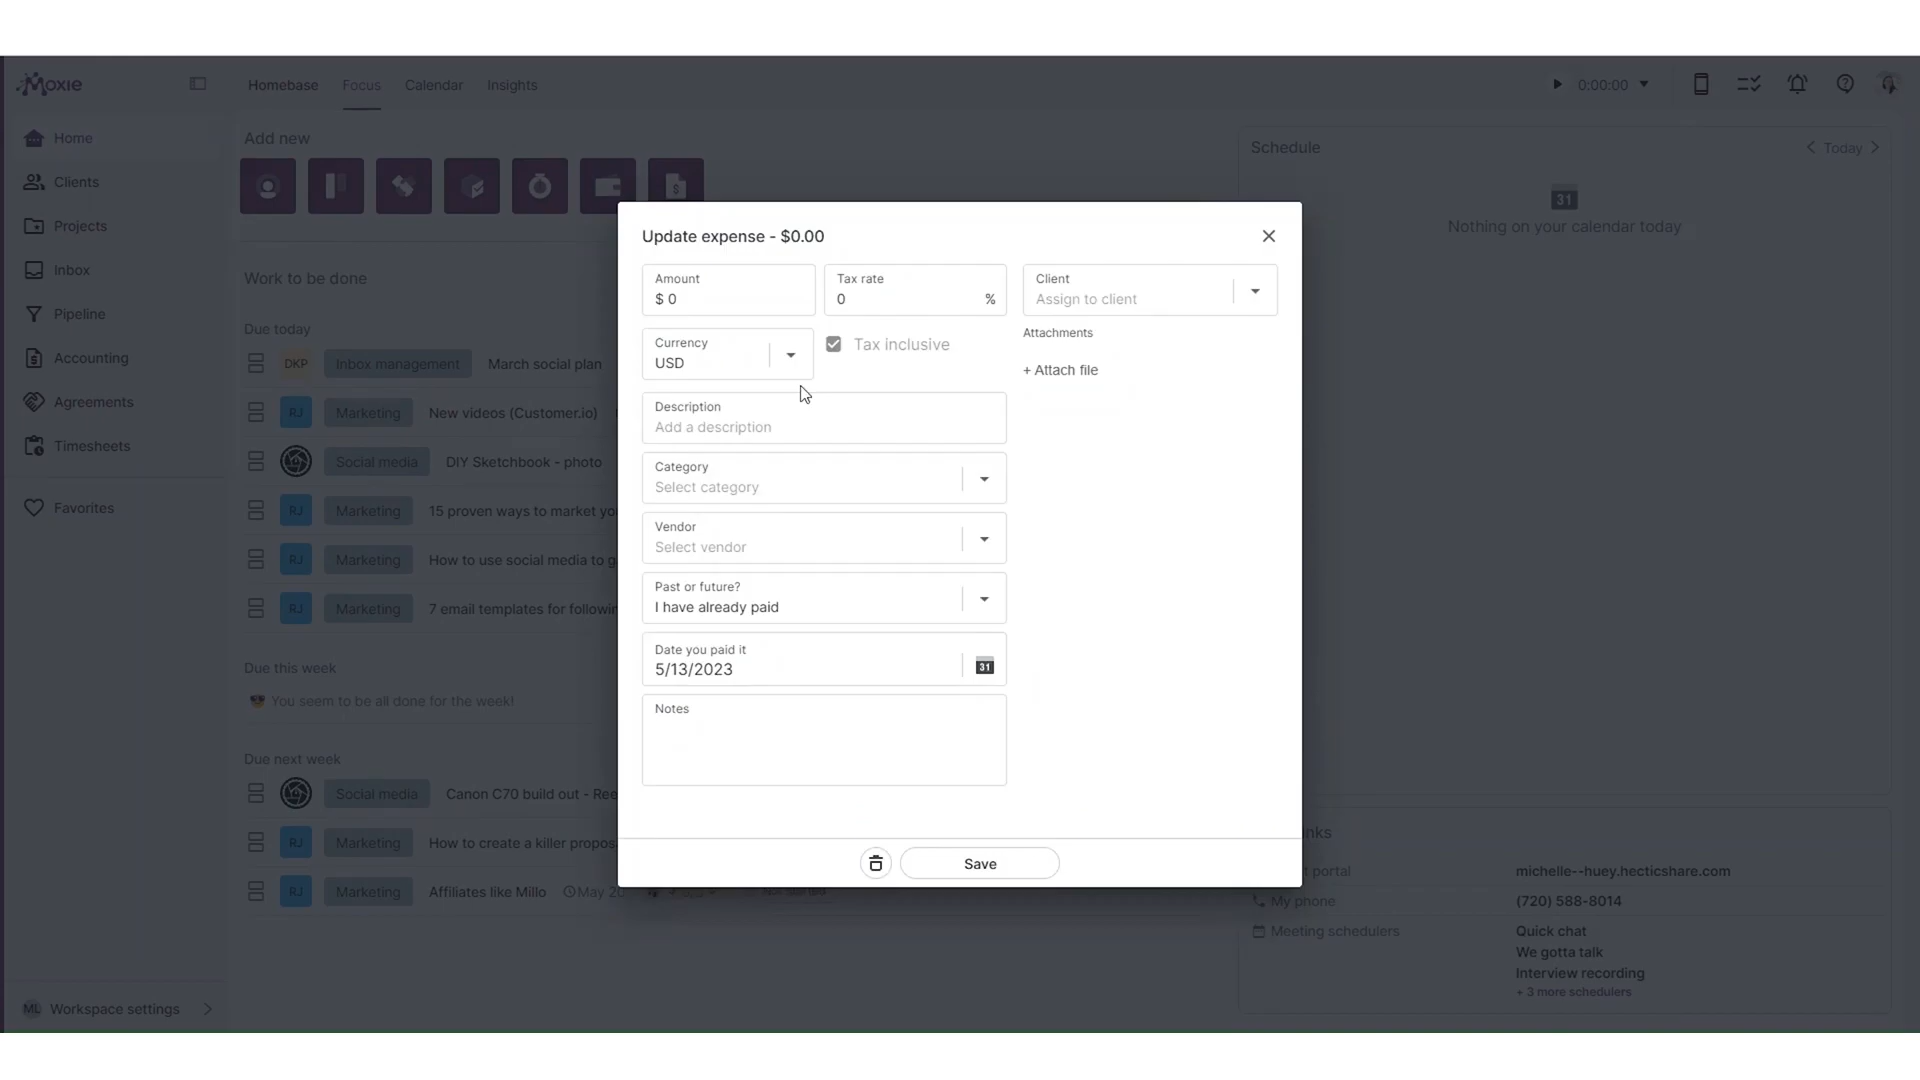 Moxie
Homebase Focus Calendar Insights
0:00:00
Home
Clients
Projects
Inbox
Pipeline
Accounting
Agreements
Timesheets
Favorites
ML Workspace settings
Add new
Work to be done
Due today
DKP Inbox management March social plan
RJ Marketing New videos (Customer.io)
Social media DIY Sketchbook - photo
RJ Marketing 15 proven ways to market yo
RJ Marketing How to use social media to g
RJ Marketing 7 email templates for followin
Due this week
You seem to be all done for the week!
Due next week
Social media Canon C70 build out - Ree
RJ Marketing How to create a killer propos
RJ Marketing Affiliates like Millo May 2
Update expense - $0.00
Amount
$ 0
Tax rate
0 %
Currency
USD
Tax inclusive
Description
Add a description
Category
Select category
Vendor
Select vendor
Past or future?
I have already paid
Date you paid it
5/13/2023
31
Notes
Client
Assign to client
Attachments
+ Attach file
Save
Schedule
Today
31
Nothing on your calendar today
nks
t portal michelle--huey.hecticshare.com
My phone (720) 588-8014
Meeting schedulers Quick chat
We gotta talk
Interview recording
+ 3 more schedulers